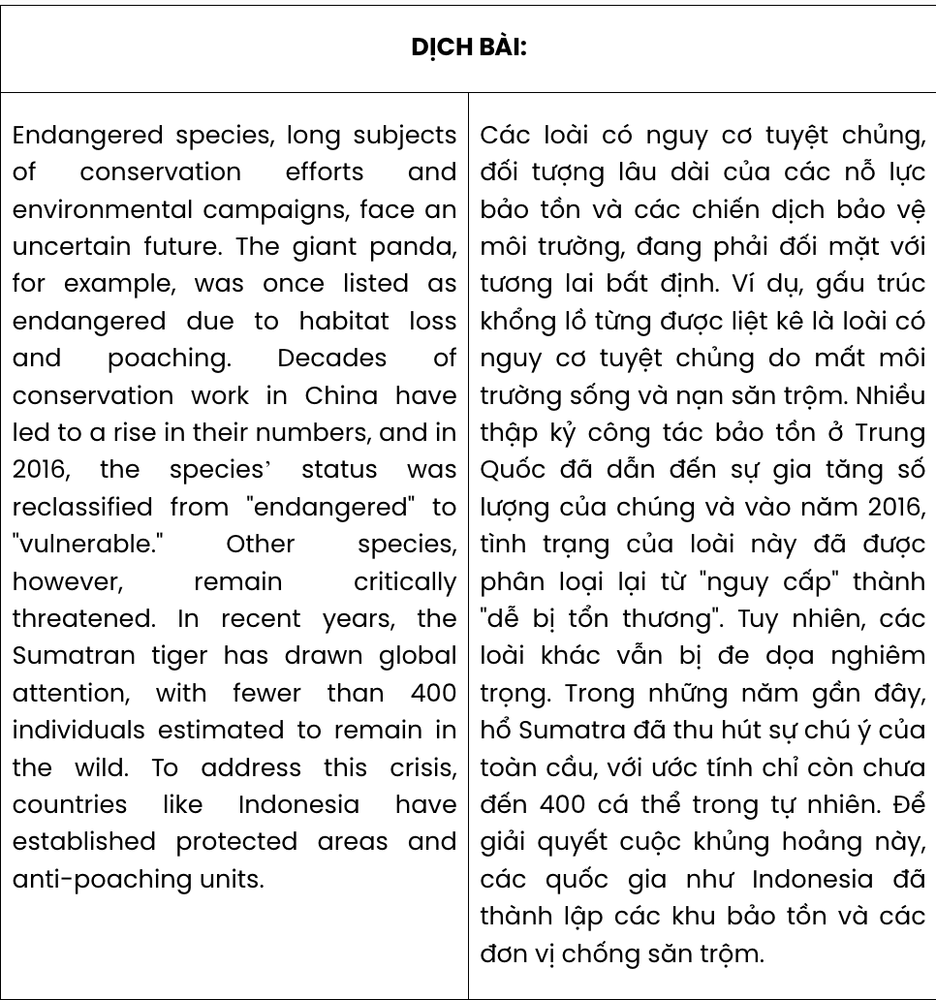 DỊCH BÀI:
Endangered species, long subjects
of conservation efforts and
environmental campaigns, face an
uncertain future. The giant panda,
for example, was once listed as
endangered due to habitat loss
and poaching. Decades of
conservation work in China have
led to a rise in their numbers, and in
2016, the species’ status was
reclassified from "endangered" to
"vulnerable." Other species,
however, remain critically
threatened. In recent years, the
Sumatran tiger has drawn global
attention, with fewer than 400
individuals estimated to remain in
the wild. To address this crisis,
countries like Indonesia have
established protected areas and
anti-poaching units.
Các loài có nguy cơ tuyệt chủng,
đối tượng lâu dài của các nỗ lực
bảo tồn và các chiến dịch bảo vệ
môi trường, đang phải đối mặt với
tương lai bất định. Ví dụ, gấu trúc
khổng lồ từng được liệt kê là loài có
nguy cơ tuyệt chủng do mất môi
trường sống và nạn săn trộm. Nhiều
thập kỷ công tác bảo tồn ở Trung
Quốc đã dẫn đến sự gia tăng số
lượng của chúng và vào năm 2016,
tình trạng của loài này đã được
phân loại lại từ "nguy cấp" thành
"dễ bị tổn thương". Tuy nhiên, các
loài khác vẫn bị đe dọa nghiêm
trọng. Trong những năm gần đây,
hổ Sumatra đã thu hút sự chú ý của
toàn cầu, với ước tính chỉ còn chưa
đến 400 cá thể trong tự nhiên. Để
giải quyết cuộc khủng hoảng này,
các quốc gia như Indonesia đã
thành lập các khu bảo tồn và các
đơn vị chống săn trộm.